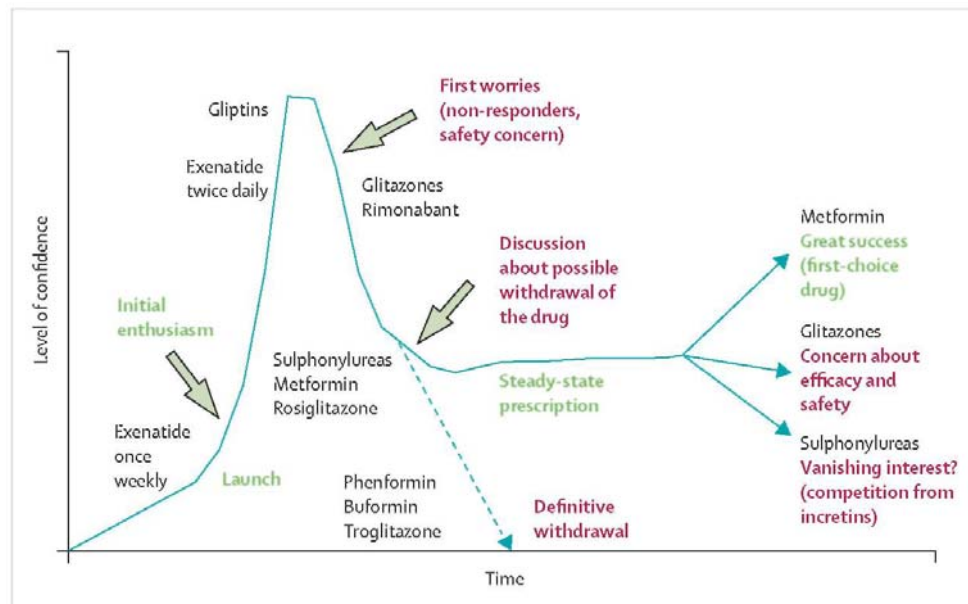 Level of confidence
Gliptins
Exenatide
twice daily
First worries
(non-responders,
safety concern)
Glitazones
Rimonabant
Initial
enthusiasm
Discussion
about possible
withdrawal of
the drug
Metformin
Great success
(first-choice
drug)
Sulphonylureas
Metformin
Rosiglitazone
Steady-state
prescription
Glitazones
Concern about
efficacy and
safety
Exenatide
once
weekly
Launch
Phenformin
Buformin
Troglitazone
Definitive
withdrawal
Sulphonylureas
Vanishing interest?
(competition from
incretins)
Time